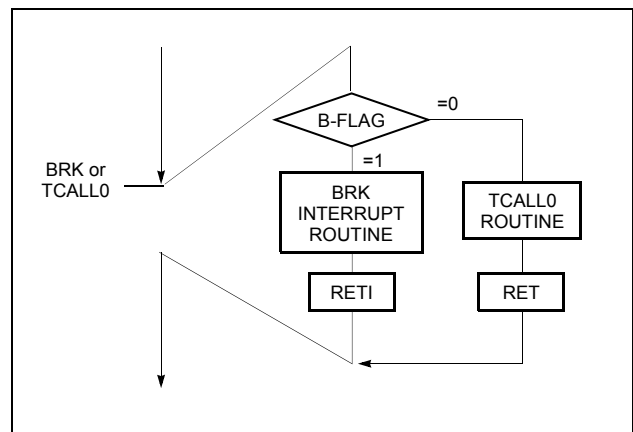 =0
B-FLAG
=1
BRK or
TCALL0
BRK
INTERRUPT
ROUTINE
TCALL0
ROUTINE
RETI
RET